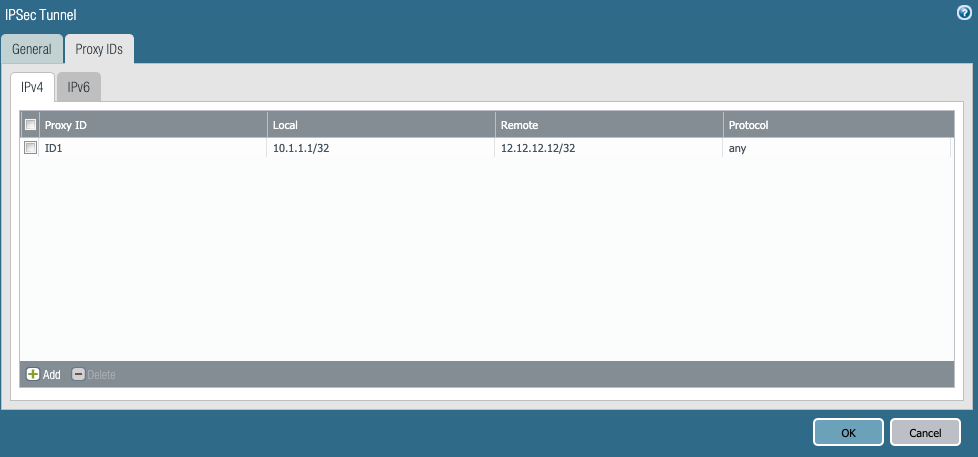 IPSec Tunnel
General Proxy IDs
IPv4 IPv6
Proxy ID Local Remote Protocol
ID1 10.1.1.1/32 12.12.12.12/32 any
Add Delete
OK Cancel